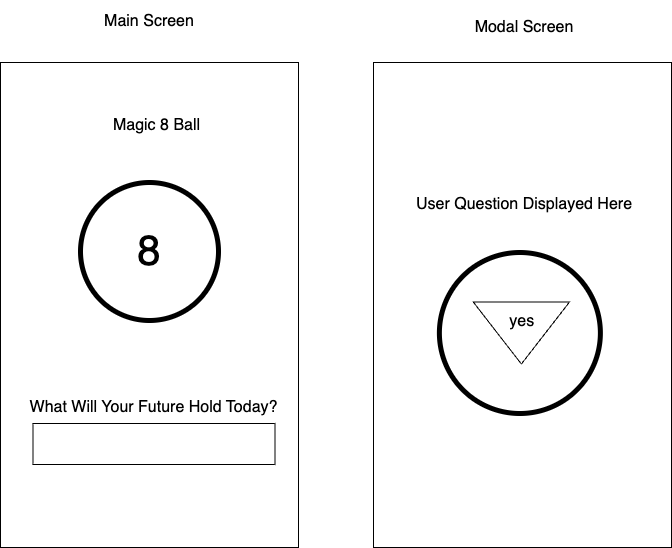 Main Screen
Magic 8 Ball
8
What Will Your Future Hold Today?
Modal Screen
User Question Displayed Here
yes